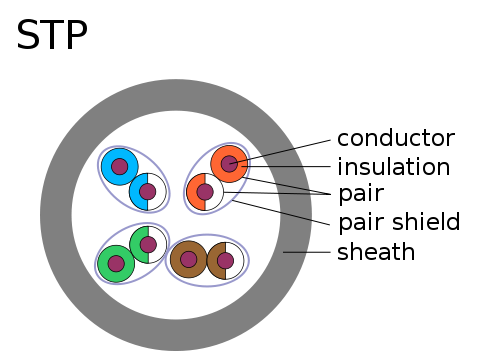 STP
conductor
insulation
pair
pair shield
sheath